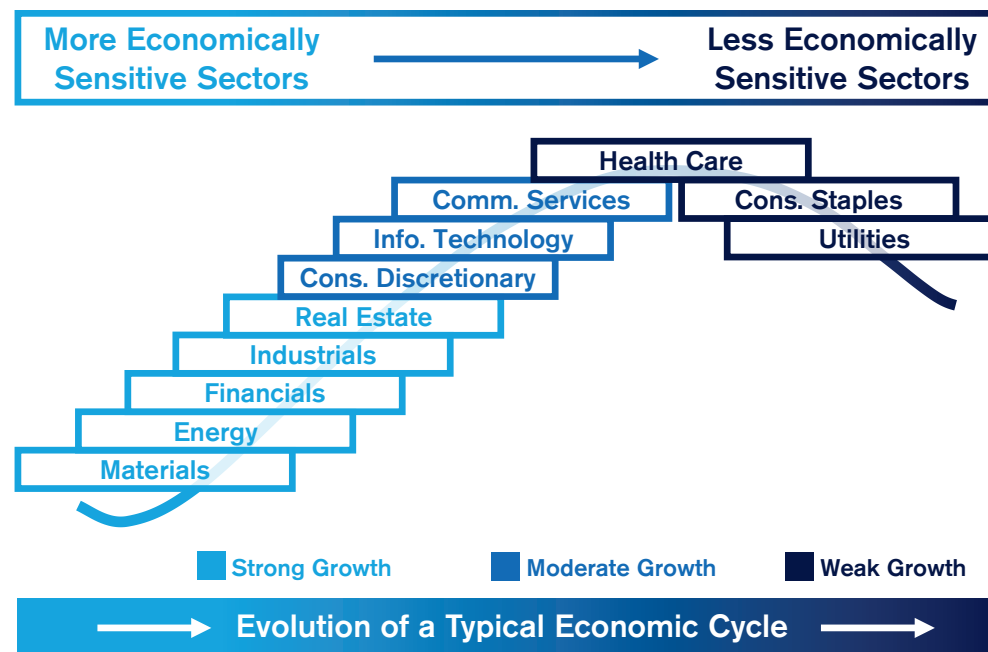 More Economically
Sensitive Sectors
Less Economically
Sensitive Sectors
Health Care
Comm. Services
Cons. Staples
Info. Technology
Utilities
Cons. Discretionary
Real Estate
Industrials
Financials
Energy
Materials
Strong Growth
Moderate Growth
Weak Growth
Evolution of a Typical Economic Cycle